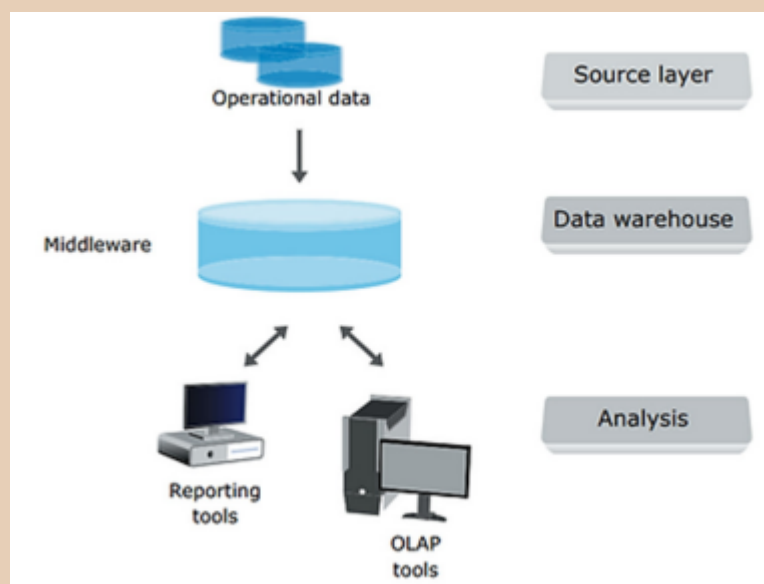 Source layer
Operational data
Data warehouse
Middleware
Analysis
Reporting
tools
OLAP
tools